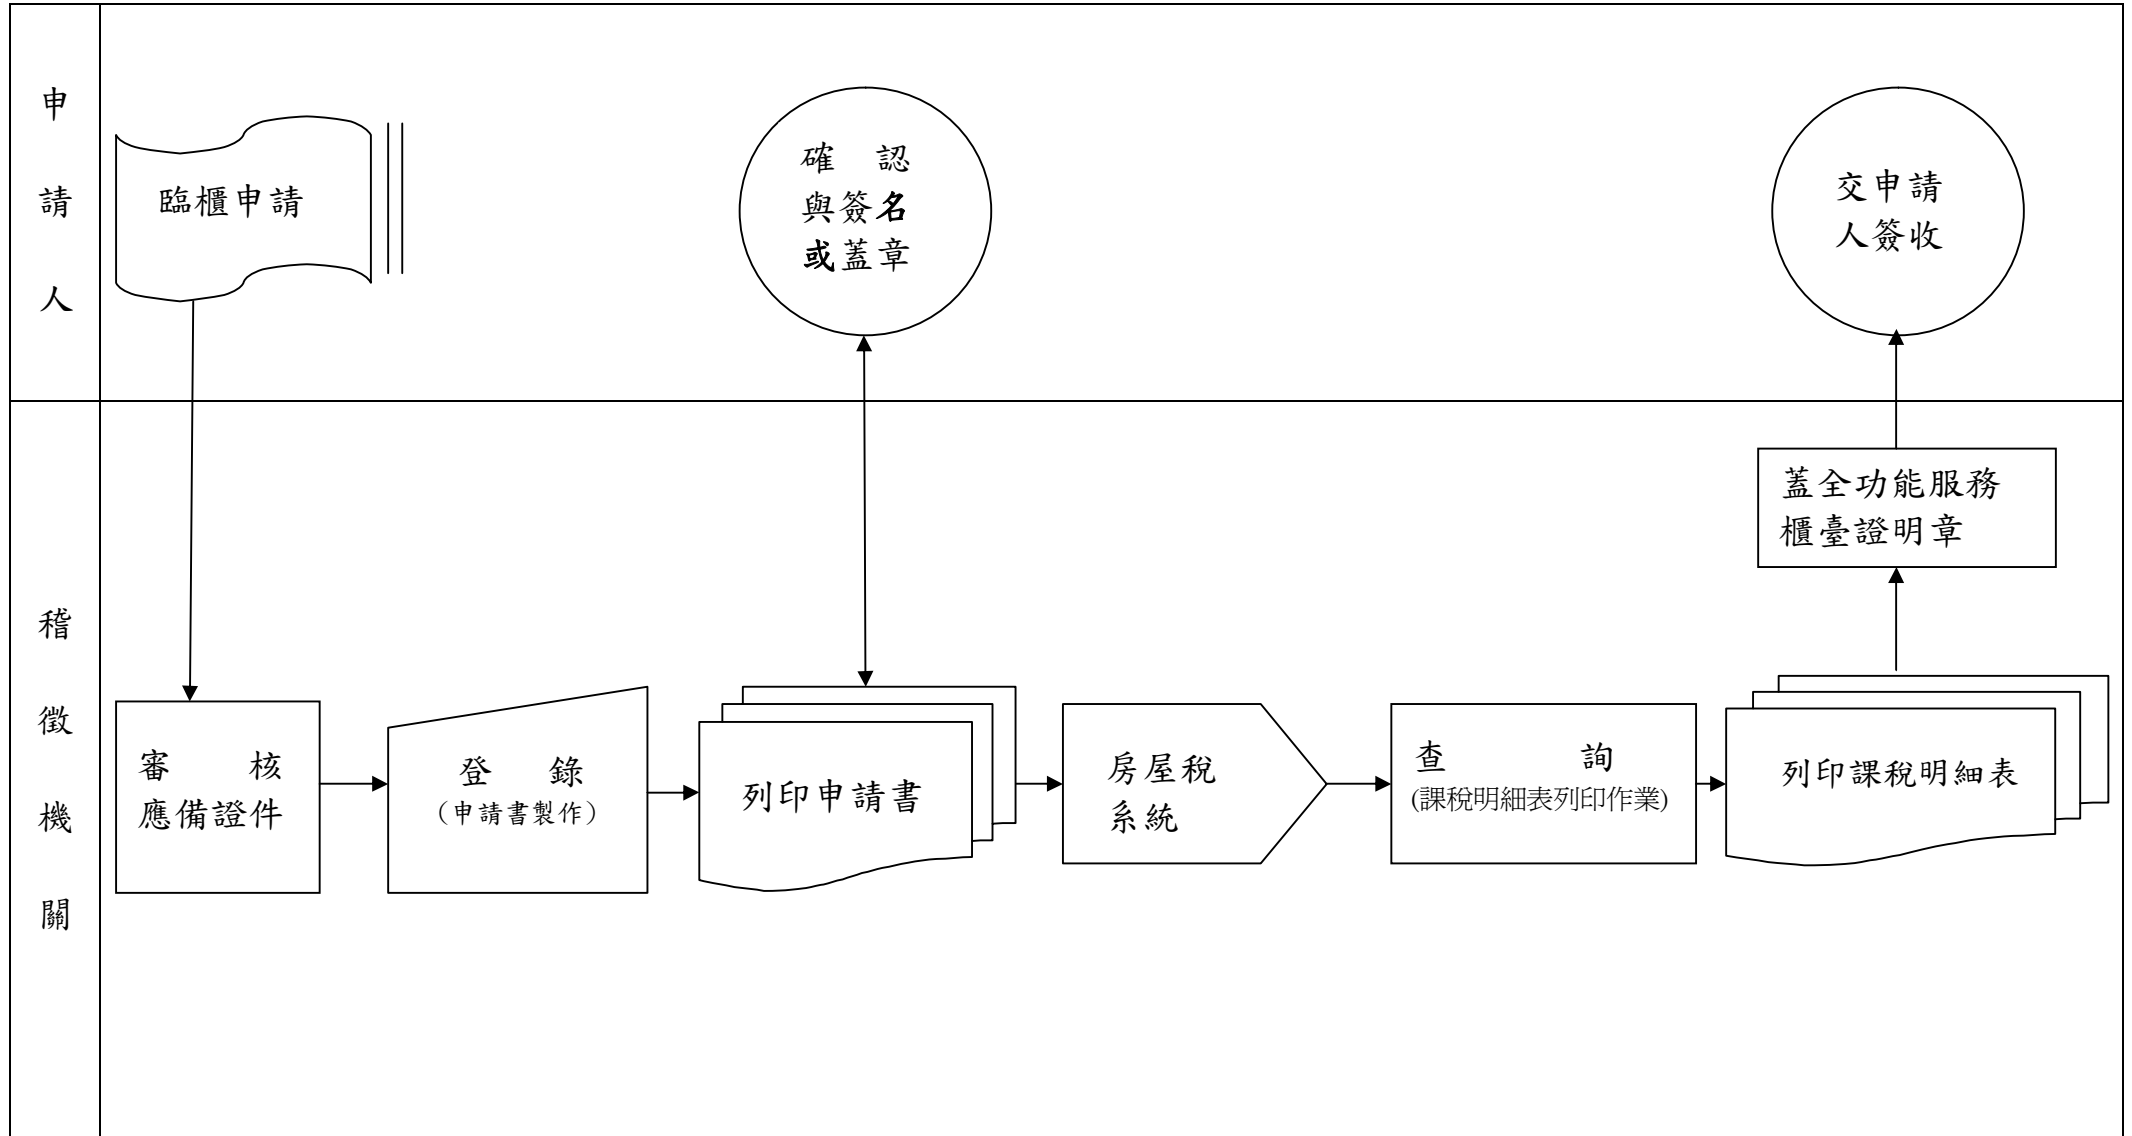 申請人
臨櫃申請
確 認
與簽名
或蓋章
交申請
人簽收
稽徵機關
蓋全功能服務
櫃臺證明章
審 核
應備證件
登 錄
（申請書製作）
列印申請書
房屋稅
系統
查 詢
(課稅明細表列印作業)
列印課稅明細表